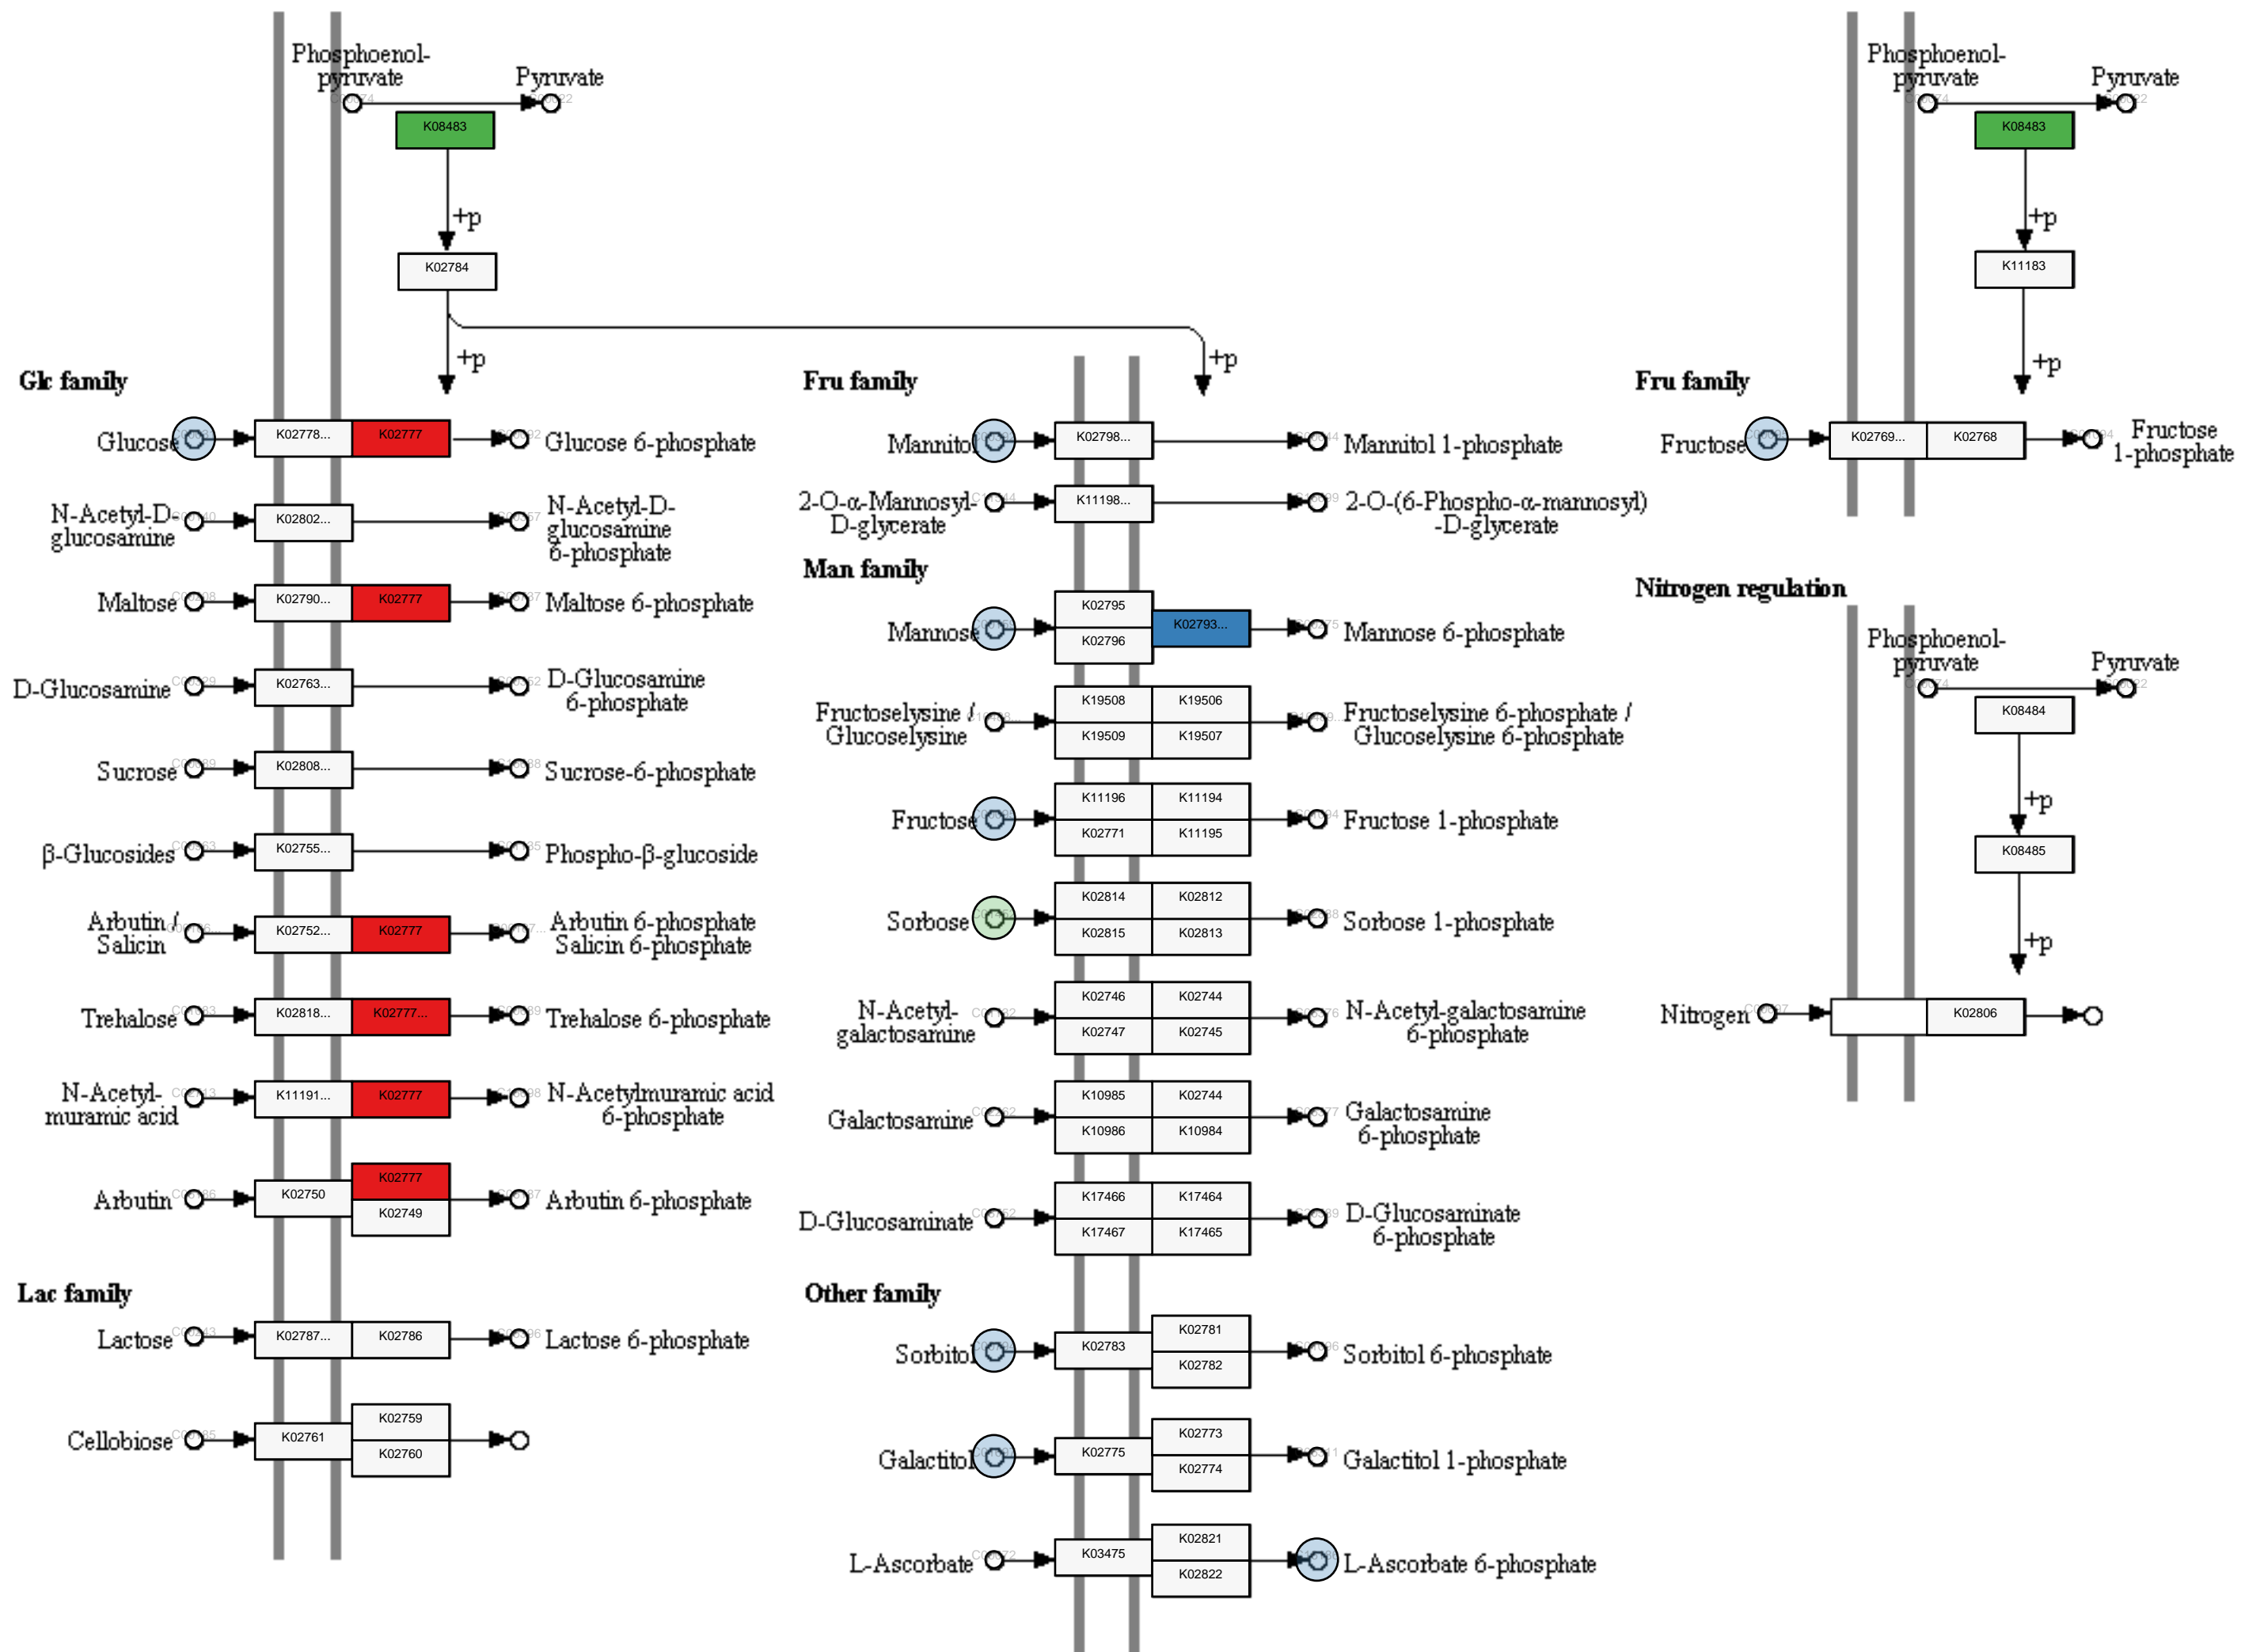 Phosphoenol-
pyruvate
Pyruvate
K08483
+p
K02784
+p
+p
Glc family
Glucose
K02778...
K02777
Glucose 6-phosphate
N-Acetyl-D-
glucosamine
K02802...
N-Acetyl-D-
glucosamine
6-phosphate
Maltose
K02790...
K02777
Maltose 6-phosphate
D-Glucosamine
K02763...
D-Glucosamine
6-phosphate
Sucrose
K02808...
Sucrose-6-phosphate
β-Glucosides
K02755...
Phospho-β-glucoside
Arbutin /
Salicin
K02752...
K02777
Arbutin 6-phosphate
Salicin 6-phosphate
Trehalose
K02818...
K02777...
Trehalose 6-phosphate
N-Acetyl-
muramic acid
K11191...
K02777
N-Acetylmuramic acid
6-phosphate
Arbutin
K02750
K02777
K02749
Arbutin 6-phosphate
Lac family
Lactose
K02787...
K02786
Lactose 6-phosphate
Cellobiose
K02761
K02759
K02760
Fru family
Mannitol
K02798...
Mannitol 1-phosphate
2-O-α-Mannosyl-
D-glycerate
K11198...
2-O-(6-Phospho-α-mannosyl)
-D-glycerate
Man family
Mannose
K02795
K02796
K02793...
Mannose 6-phosphate
Fructoselysine /
Glucoselysine
K19508
K19506
K19509
K19507
Fructoselysine 6-phosphate /
Glucoselysine 6-phosphate
Fructose
K11196
K11194
K02771
K11195
Fructose 1-phosphate
Sorbose
K02814
K02812
K02815
K02813
Sorbose 1-phosphate
N-Acetyl-
galactosamine
K02746
K02744
K02747
K02745
N-Acetyl-galactosamine
6-phosphate
Galactosamine
K10985
K02744
K10986
K10984
Galactosamine
6-phosphate
D-Glucosaminate
K17466
K17464
K17467
K17465
D-Glucosaminate
6-phosphate
Other family
Sorbitol
K02783
K02781
K02782
Sorbitol 6-phosphate
Galactitol
K02775
K02773
K02774
Galactitol 1-phosphate
L-Ascorbate
K03475
K02821
K02822
L-Ascorbate 6-phosphate
Phosphoenol-
pyruvate
Pyruvate
K08483
+p
K11183
+p
Fru family
Fructose
K02769...
K02768
Fructose
1-phosphate
Nitrogen regulation
Phosphoenol-
pyruvate
Pyruvate
K08484
+p
K08485
+p
Nitrogen
K02806